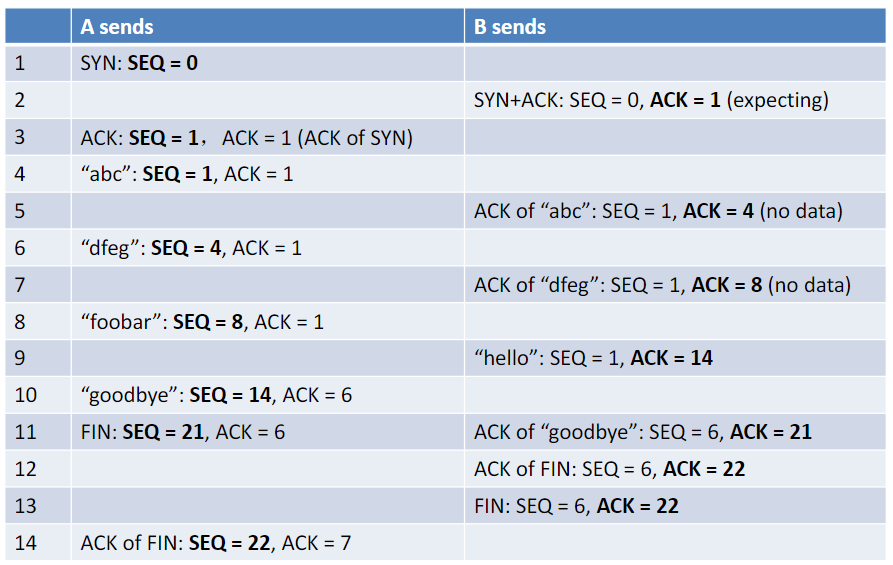 A sends B sends
1 SYN: SEQ = 0
2 SYN+ACK: SEQ = 0, ACK = 1 (expecting)
3 ACK: SEQ = 1， ACK = 1 (ACK of SYN)
4 “abc”: SEQ = 1, ACK = 1
5 ACK of “abc”: SEQ = 1, ACK = 4 (no data)
6 “dfeg”: SEQ = 4, ACK = 1
7 ACK of “dfeg”: SEQ = 1, ACK = 8 (no data)
8 “foobar”: SEQ = 8, ACK = 1
9 “hello”: SEQ = 1, ACK = 14
10 “goodbye”: SEQ = 14, ACK = 6
11 FIN: SEQ = 21, ACK = 6 ACK of “goodbye”: SEQ = 6, ACK = 21
12 ACK of FIN: SEQ = 6, ACK = 22
13 FIN: SEQ = 6, ACK = 22
14 ACK of FIN: SEQ = 22, ACK = 7